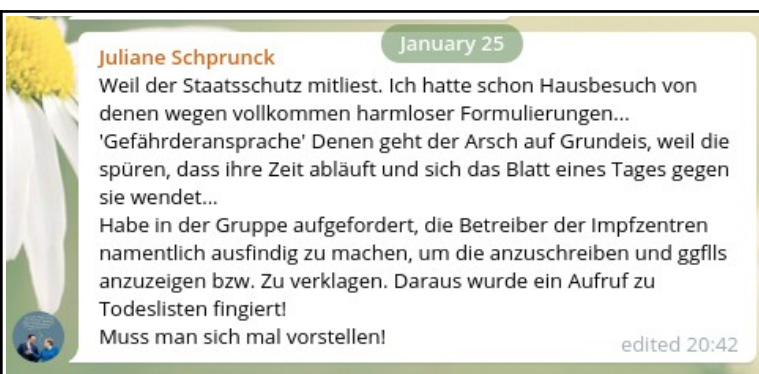 January 25
Juliane Schprunck
Weil der Staatsschutz mitliest. Ich hatte schon Hausbesuch von
denen wegen vollkommen harmloser Formulierungen...
'Gefährderansprache' Denen geht der Arsch auf Grundeis, weil die
spüren, dass ihre Zeit abläuft und sich das Blatt eines Tages gegen
sie wendet...
Habe in der Gruppe aufgefordert, die Betreiber der Impfzentren
namentlich ausfindig zu machen, um die anzuschreiben und ggflls
anzuzeigen bzw. Zu verklagen. Daraus wurde ein Aufruf zu
Todeslisten fingiert!
Muss man sich mal vorstellen!
edited 20:42